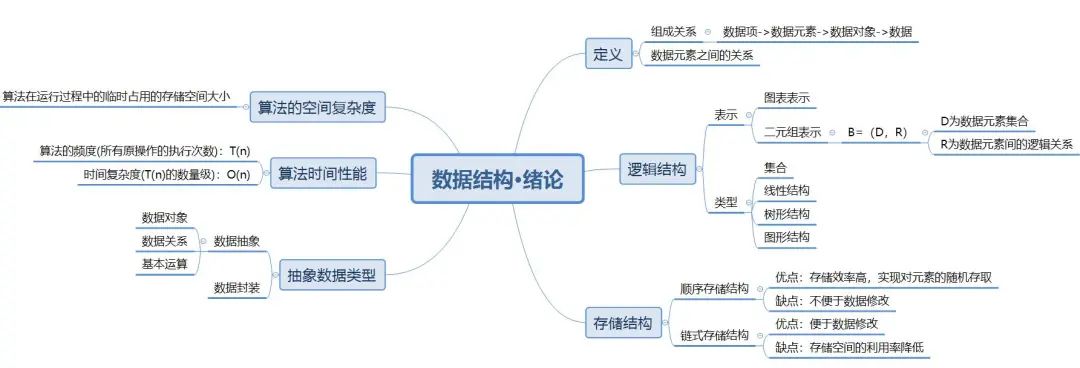 数据结构·绪论
定义
组成关系
数据项->数据元素->数据对象->数据
数据元素之间的关系
逻辑结构
表示
图表表示
二元组表示
B=（D，R）
D为数据元素集合
R为数据元素间的逻辑关系
类型
集合
线性结构
树形结构
图形结构
存储结构
顺序存储结构
优点：存储效率高，实现对元素的随机存取
缺点：不便于数据修改
链式存储结构
优点：便于数据修改
缺点：存储空间的利用率降低
算法的空间复杂度
算法在运行过程中的临时占用的存储空间大小
算法时间性能
算法的频度(所有原操作的执行次数)：T(n)
时间复杂度(T(n)的数量级)：O(n)
抽象数据类型
数据抽象
数据对象
数据关系
基本运算
数据封装